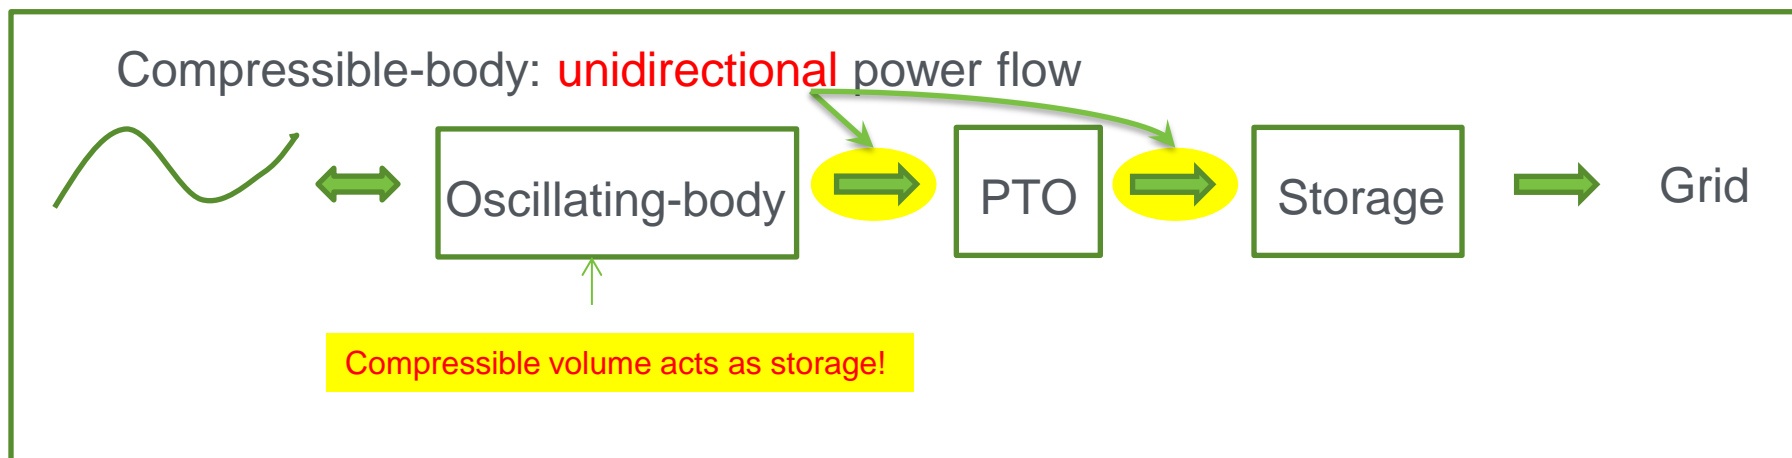 Compressible-body: unidirectional power flow
Oscillating-body
PTO
Storage
Grid
Compressible volume acts as storage!